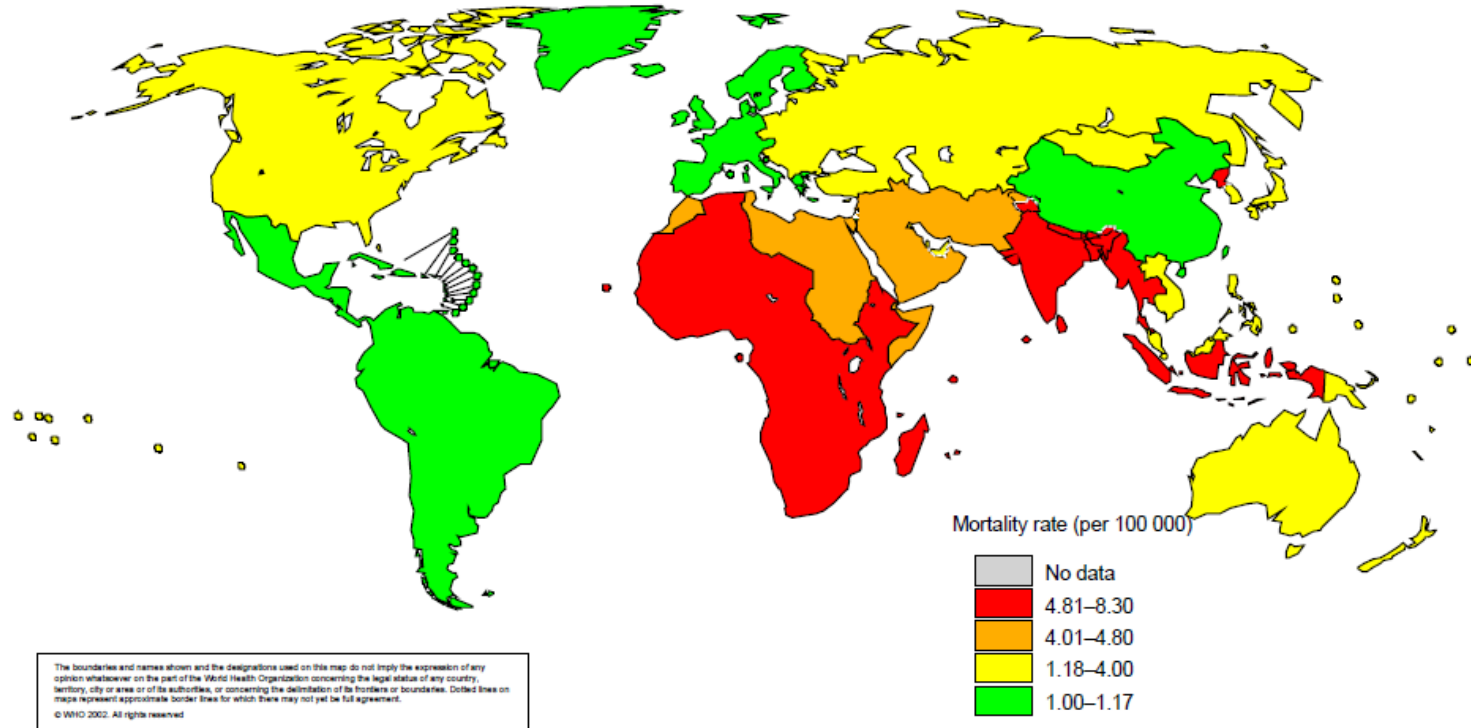 Mortality rate (per 100 000)
No data
4.81–8.30
4.01–4.80
1.18–4.00
1.00–1.17
The boundaries and names shown and the designations used on this map do not imply the expression of any
opinion whatsoever on the part of the World Health Organization concerning the legal status of any country,
territory, city or area or of its authorities, or concerning the delimitation of its frontiers or boundaries. Dotted lines on
maps represent approximate border lines for which there may not yet be full agreement.
© WHO 2002. All rights reserved